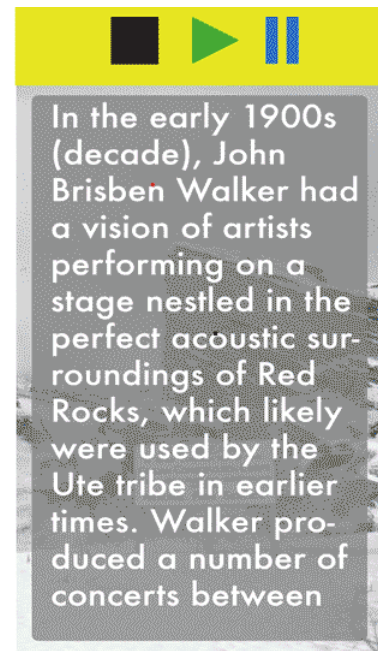 In the early 1900s
(decade), John
Brisben Walker had
a vision of artists
performing on a
stage nestled in the
perfect acoustic sur-
roundings of Red
Rocks, which likely
were used by the
Ute tribe in earlier
times. Walker pro-
duced a number of
concerts between